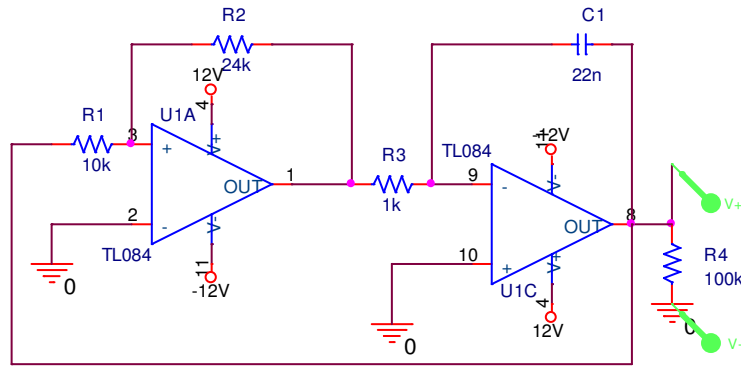 R2
24k
C1
22n
12V
4
U1A
V+
R1
10k
3
+
OUT
1
2
-
V-
TL084
11
-12V
0
R3
1k
TL084
-12V
11
V-
9
-
OUT
8
10
+
V+
U1C
4
12V
0
R4
100k
0
V+
V-